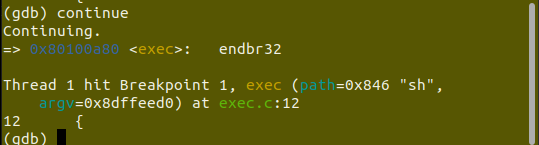 (gdb) continue
Continuing.
=> 0x80100a80 <exec>:   endbr32
Thread 1 hit Breakpoint 1, exec (path=0x846 "sh",
    argv=0x8dffeed0) at exec.c:12
12      {
(gdb)